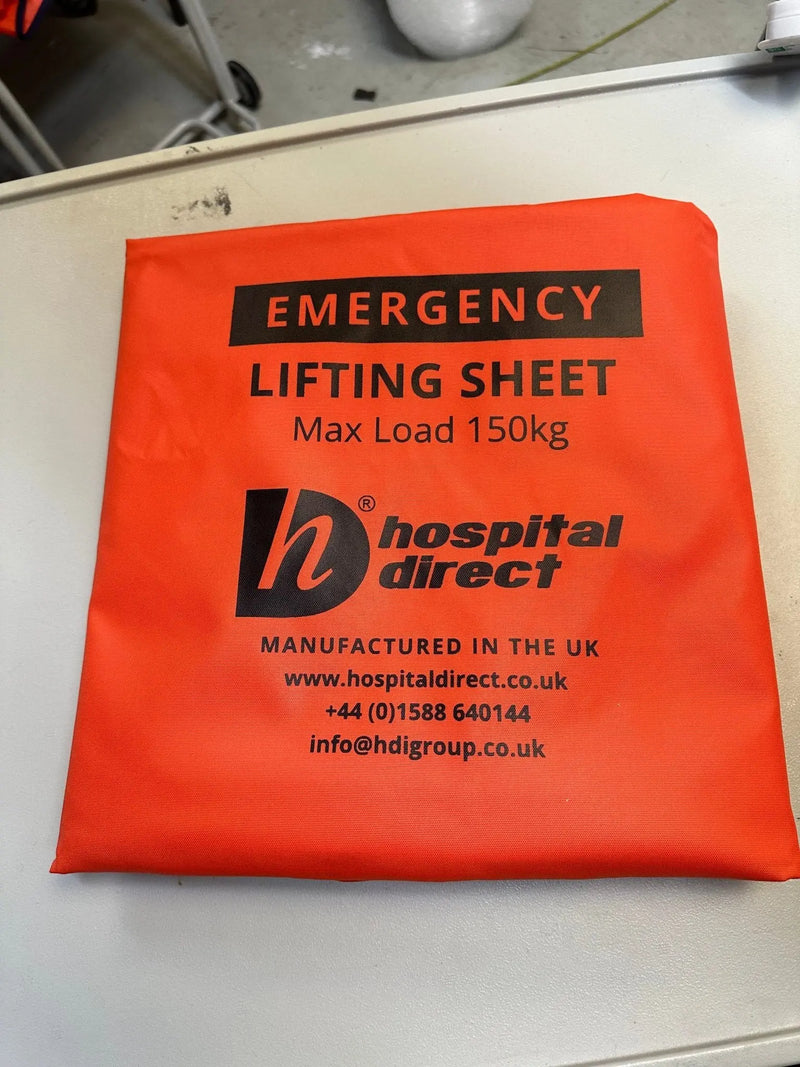 EMERGENCY
LIFTING SHEET
Max Load 150kg
h ®
hospital
direct
MANUFACTURED IN THE UK
www.hospitaldirect.co.uk
+44 (0)1588 640144
info@hdigroup.co.uk